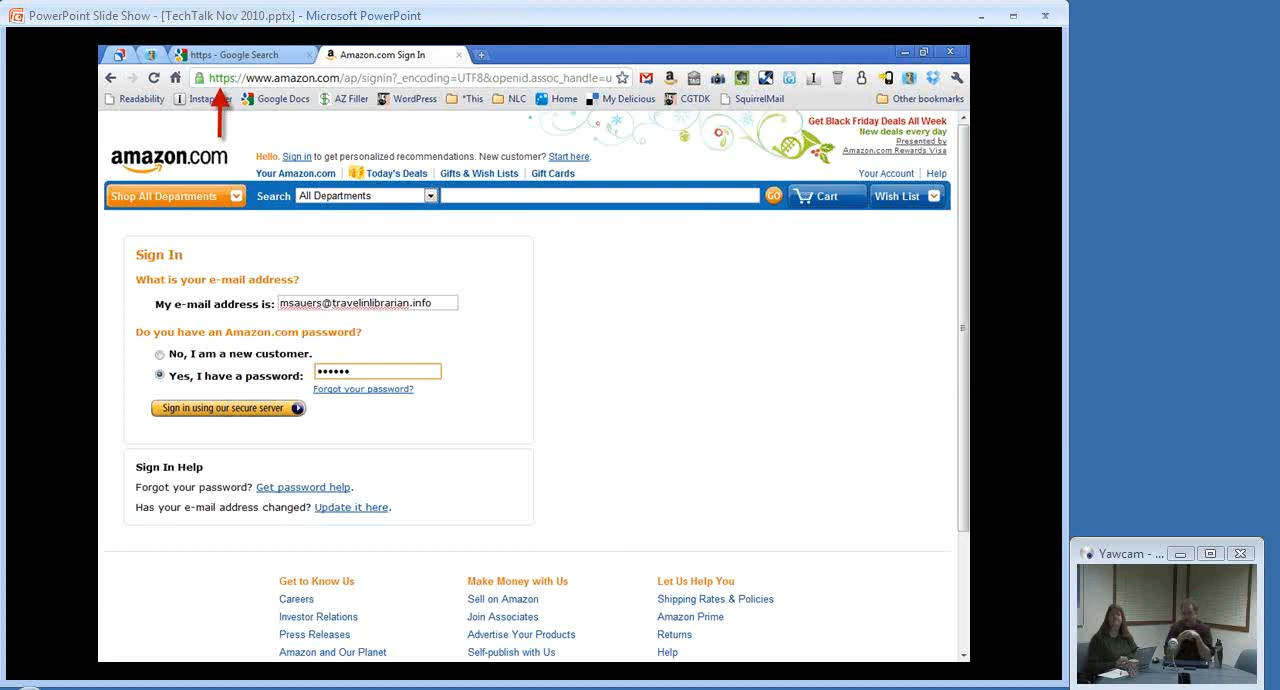 PowerPoint Slide Show - [TechTalk Nov 2010.pptx] - Microsoft PowerPoint
https - Google Search
Amazon.com Sign In
https://www.amazon.com/ap/signin?_encoding=UTF8&openid.assoc_handle=u
Readability
Google Docs
AZ Filler
WordPress
*This
NLC
Home
My Delicious
CGTDK
SquirrelMail
Other bookmarks
Get Black Friday Deals All Week
New deals every day
Presented by
Amazon.com Rewards Visa
amazon.com
Hello. Sign in to get personalized recommendations. New customer? Start here.
Your Amazon.com
Today's Deals
Gifts & Wish Lists
Gift Cards
Your Account
Help
Shop All Departments
Search
All Departments
GO
Cart
Wish List
Sign In
What is your e-mail address?
My e-mail address is: msauers@travelinlibrarian.info
Do you have an Amazon.com password?
No, I am a new customer.
Yes, I have a password: ••••••
Forgot your password?
Sign in using our secure server
Sign In Help
Forgot your password? Get password help.
Has your e-mail address changed? Update it here.
Get to Know Us
Careers
Investor Relations
Press Releases
Amazon and Our Planet
Make Money with Us
Sell on Amazon
Join Associates
Advertise Your Products
Self-publish with Us
Let Us Help You
Shipping Rates & Policies
Amazon Prime
Returns
Help
Yawcam - ...